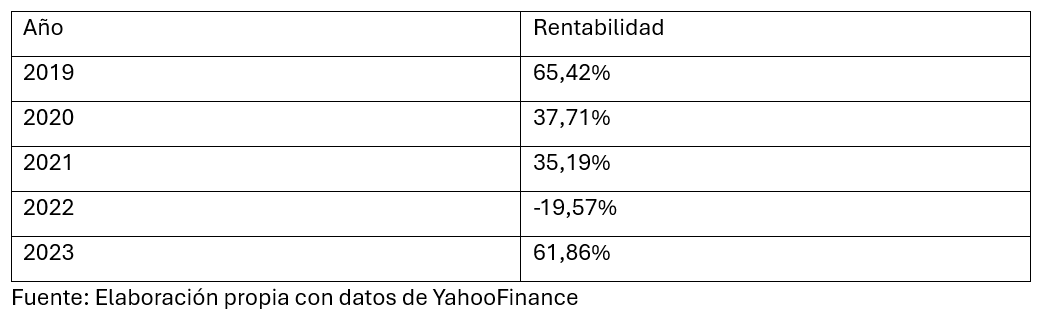 Año Rentabilidad
2019 65,42%
2020 37,71%
2021 35,19%
2022 -19,57%
2023 61,86%
Fuente: Elaboración propia con datos de YahooFinance